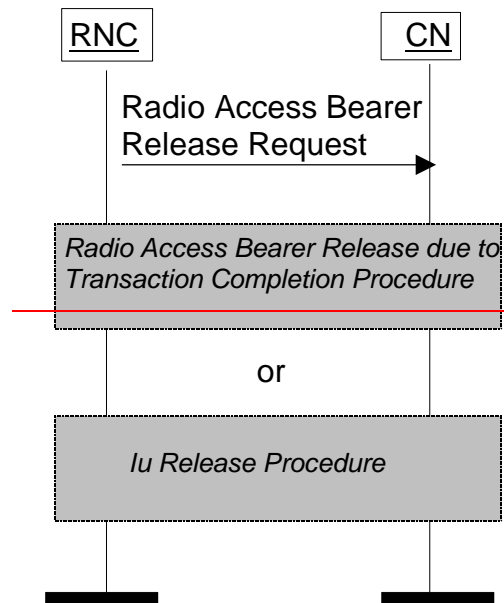 RNC
CN
Radio Access Bearer
Release Request
Radio Access Bearer Release due to
Transaction Completion Procedure
or
Iu Release Procedure